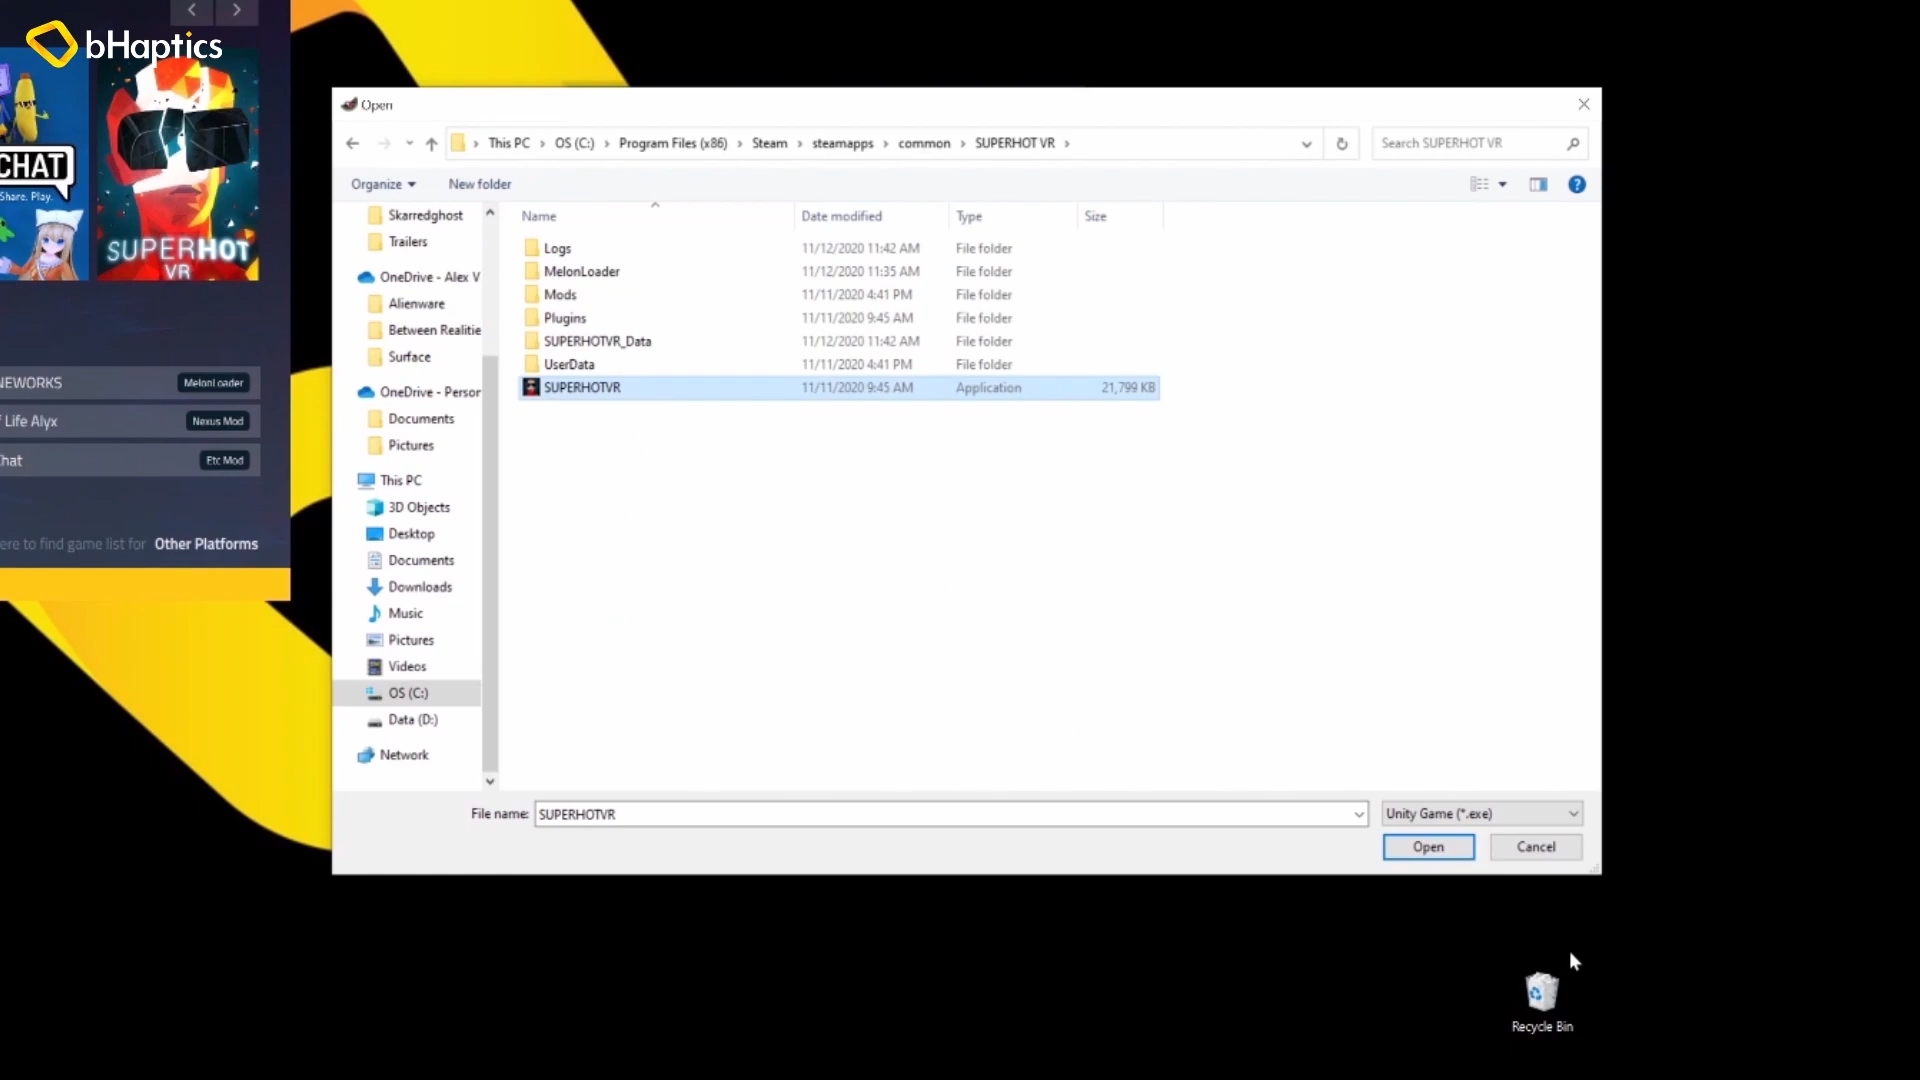 bHaptics
CHAT
Share. Play.
SUPERHOT
VR
NEWORKS
MelonLoader
Life Alyx
Nexus Mod
Chat
Etc Mod
ere to find game list for Other Platforms
Open
This PC > OS (C:) > Program Files (x86) > Steam > steamapps > common > SUPERHOT VR >
Search SUPERHOT VR
Organize
New folder
Skarredghost
Trailers
OneDrive - Alex V
Alienware
Between Realitie
Surface
OneDrive - Person
Documents
Pictures
This PC
3D Objects
Desktop
Documents
Downloads
Music
Pictures
Videos
OS (C:)
Data (D:)
Network
Name Date modified Type Size
Logs 11/12/2020 11:42 AM File folder
MelonLoader 11/12/2020 11:35 AM File folder
Mods 11/11/2020 4:41 PM File folder
Plugins 11/11/2020 9:45 AM File folder
SUPERHOTVR_Data 11/12/2020 11:42 AM File folder
UserData 11/11/2020 4:41 PM File folder
SUPERHOTVR 11/11/2020 9:45 AM Application 21,799 KB
File name: SUPERHOTVR
Unity Game (*.exe)
Open
Cancel
Recycle Bin